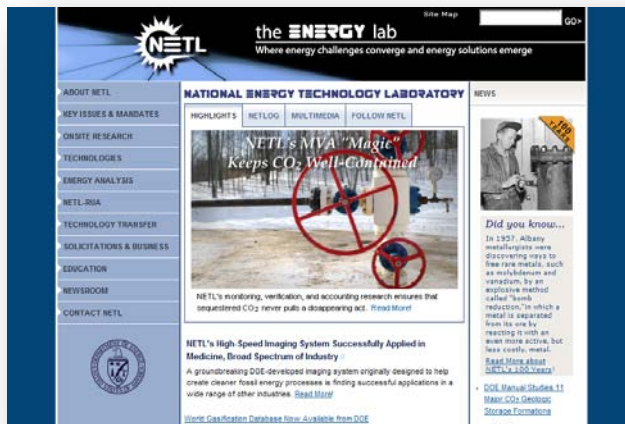 Site Map
GO>
NETL
the ENERGY lab
Where energy challenges converge and energy solutions emerge
ABOUT NETL
KEY ISSUES & MANDATES
ONSITE RESEARCH
TECHNOLOGIES
ENERGY ANALYSIS
NETL-RUA
TECHNOLOGY TRANSFER
SOLICITATIONS & BUSINESS
EDUCATION
NEWSROOM
CONTACT NETL
NATIONAL ENERGY TECHNOLOGY LABORATORY
HIGHLIGHTS NETLOG MULTIMEDIA FOLLOW NETL
NETL's MVA "Magic"
Keeps CO2 Well-Contained
NETL's monitoring, verification, and accounting research ensures that
sequestered CO2 never pulls a disappearing act. Read More!
NETL's High-Speed Imaging System Successfully Applied in
Medicine, Broad Spectrum of Industry
A groundbreaking DOE-developed imaging system originally designed to help
create cleaner fossil energy processes is finding successful applications in a
wide range of other industries. Read More!
World Gasification Database Now Available from DOE
NEWS
100
YEARS
Did you know...
In 1957, Albany
metallurgists were
discovering ways to
free rare metals, such
as molybdenum and
vanadium, by an
explosive method
called "bomb
reduction," in which a
metal is separated
from its ore by
reacting it with an
even more active, but
less costly, metal.
Read More about
NETL's 100 Years!
DOE Manual Studies 11
Major CO2 Geologic
Storage Formations